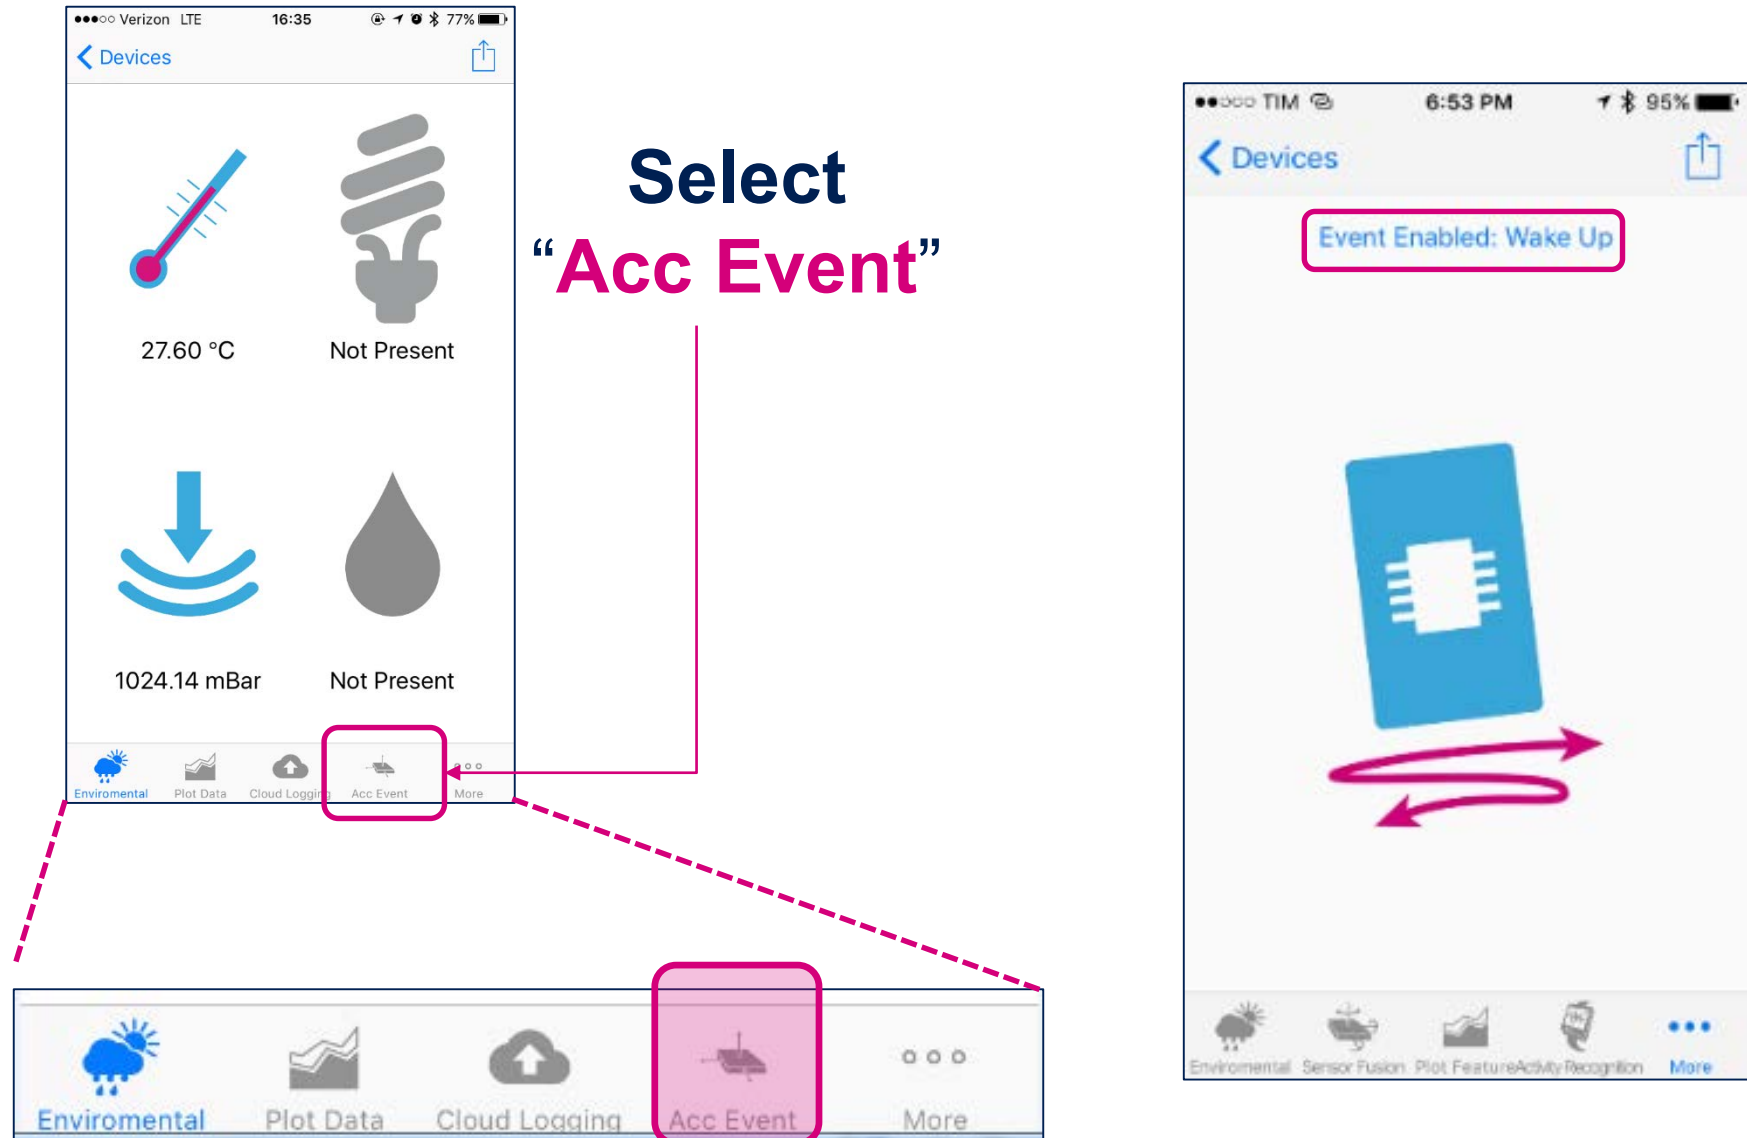 Verizon LTE 16:35 77%
Devices
27.60 °C Not Present
1024.14 mBar Not Present
Enviromental Plot Data Cloud Logging Acc Event More
Select
“Acc Event”
Enviromental Plot Data Cloud Logging Acc Event More
TIM 6:53 PM 95%
Devices
Event Enabled: Wake Up
Enviromental Sensor Fusion Plot Feature Activity Recognition More